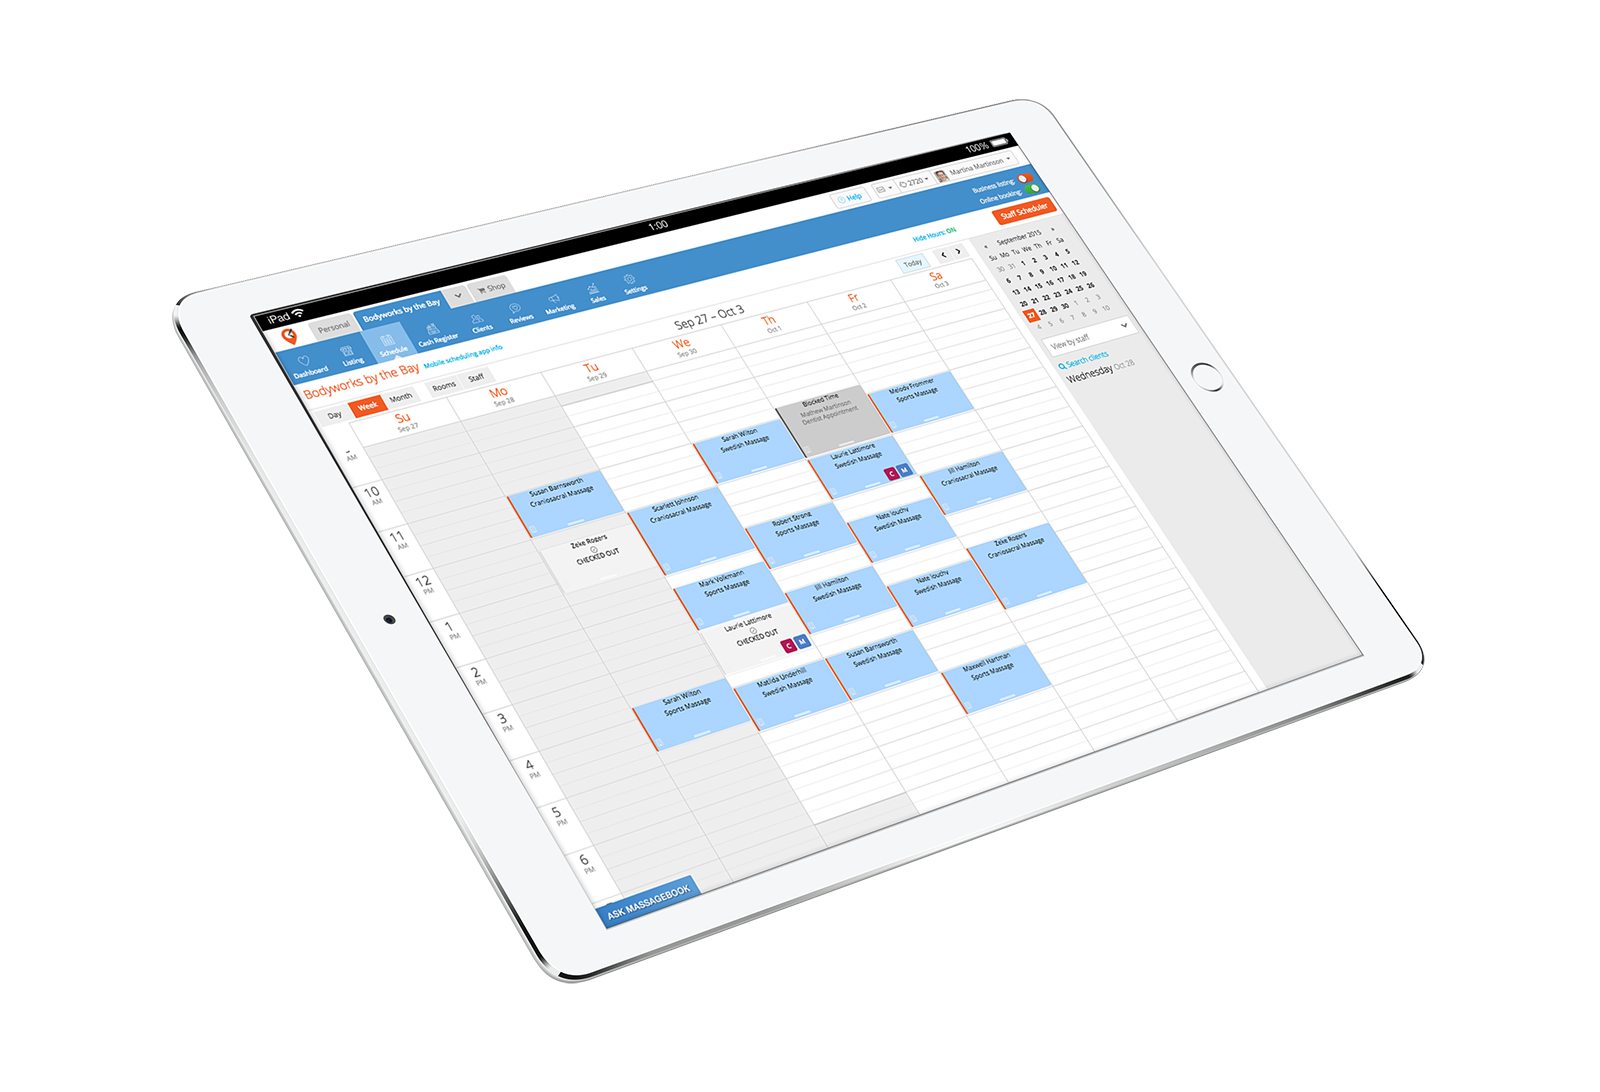 iPad
1:00
100%
Personal
Bodyworks by the Bay
Shop
Help
2720
Martina Martinson
Dashboard
Listing
Schedule
Cash Register
Clients
Reviews
Marketing
Sales
Settings
Business listing:
Online booking:
Bodyworks by the Bay
Mobile scheduling app info
Hide Hours: ON
Staff Scheduler
Day
Week
Month
Rooms
Staff
Sep 27 – Oct 3
Today
Su
Sep 27
Mo
Sep 28
Tu
Sep 29
We
Sep 30
Th
Oct 1
Fr
Oct 2
Sa
Oct 3
AM
10
AM
11
AM
12
PM
1
PM
2
PM
3
PM
4
PM
5
PM
6
PM
Susan Barnsworth
Craniosacral Massage
Zeke Rogers
CHECKED OUT
Sarah Wilton
Sports Massage
Scarlett Johnson
Craniosacral Massage
Mark Volkmann
Sports Massage
Laurie Lattimore
CHECKED OUT
C M
Matilda Underhill
Swedish Massage
Sarah Wilton
Swedish Massage
Robert Strong
Sports Massage
Jill Hamilton
Swedish Massage
Susan Barnsworth
Swedish Massage
Blocked Time
Mathew Martinson
Dentist Appointment
Laurie Lattimore
Swedish Massage
C M
Nate Iouchy
Swedish Massage
Nate Iouchy
Swedish Massage
Maxwell Hartman
Sports Massage
Melody Frommer
Sports Massage
Jill Hamilton
Craniosacral Massage
Zeke Rogers
Craniosacral Massage
September 2015
Su Mo Tu We Th Fr Sa
30 31 1 2 3 4 5
6 7 8 9 10 11 12
13 14 15 16 17 18 19
20 21 22 23 24 25 26
27 28 29 30 1 2 3
4 5 6 7 8 9 10
View by staff
Search clients
Wednesday Oct 28
ASK MASSAGEBOOK